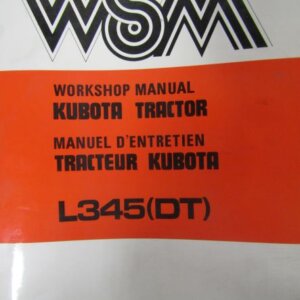 WSM
WORKSHOP MANUAL
KUBOTA TRACTOR
MANUEL D'ENTRETIEN
TRACTEUR KUBOTA
L345(DT)